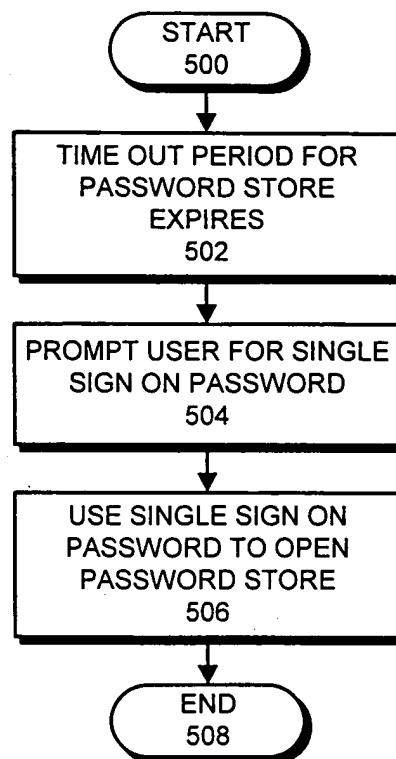 START
500
TIME OUT PERIOD FOR
PASSWORD STORE
EXPIRES
502
PROMPT USER FOR SINGLE
SIGN ON PASSWORD
504
USE SINGLE SIGN ON
PASSWORD TO OPEN
PASSWORD STORE
506
END
508